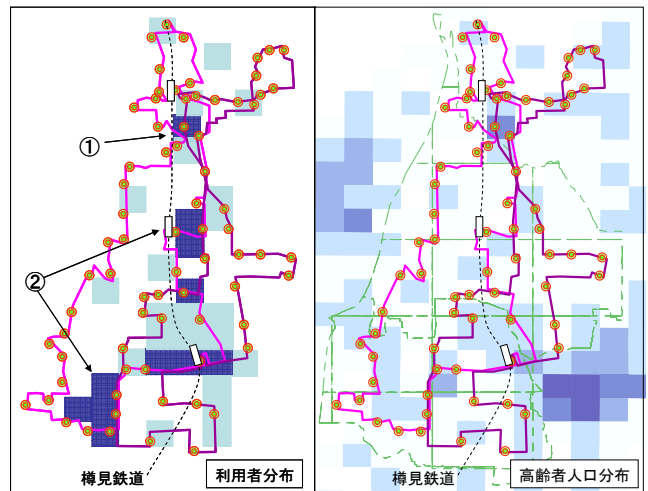 ①
②
樽見鉄道
利用者分布
樽見鉄道
高齢者人口分布